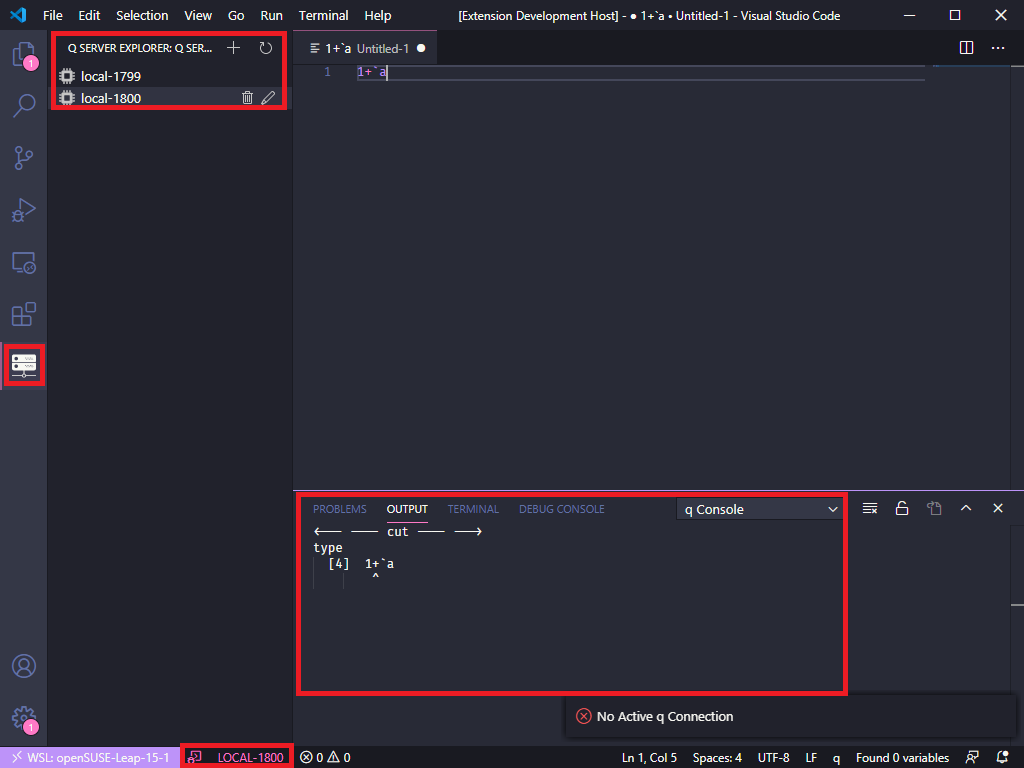 File Edit Selection View Go Run Terminal Help [Extension Development Host] - ● 1+`a • Untitled-1 - Visual Studio Code
Q SERVER EXPLORER: Q SER...
1+`a Untitled-1 ●
local-1799
local-1800
1 1+`a
1
PROBLEMS OUTPUT TERMINAL DEBUG CONSOLE q Console
<—— —— cut —— ——>
type
[4] 1+`a
^
No Active q Connection
1
WSL: openSUSE-Leap-15-1 LOCAL-1800 0 0 Ln 1, Col 5 Spaces: 4 UTF-8 LF q Found 0 variables